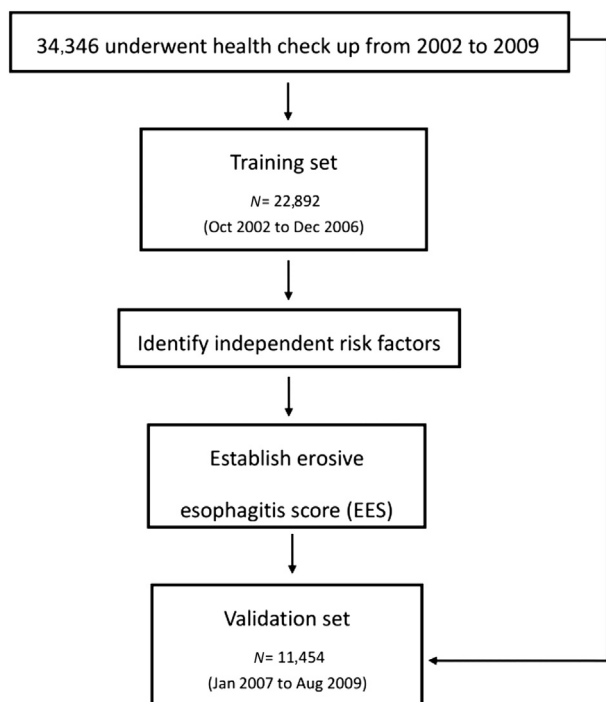 34,346 underwent health check up from 2002 to 2009
Training set
N= 22,892
(Oct 2002 to Dec 2006)
Identify independent risk factors
Establish erosive
esophagitis score (EES)
Validation set
N= 11,454
(Jan 2007 to Aug 2009)